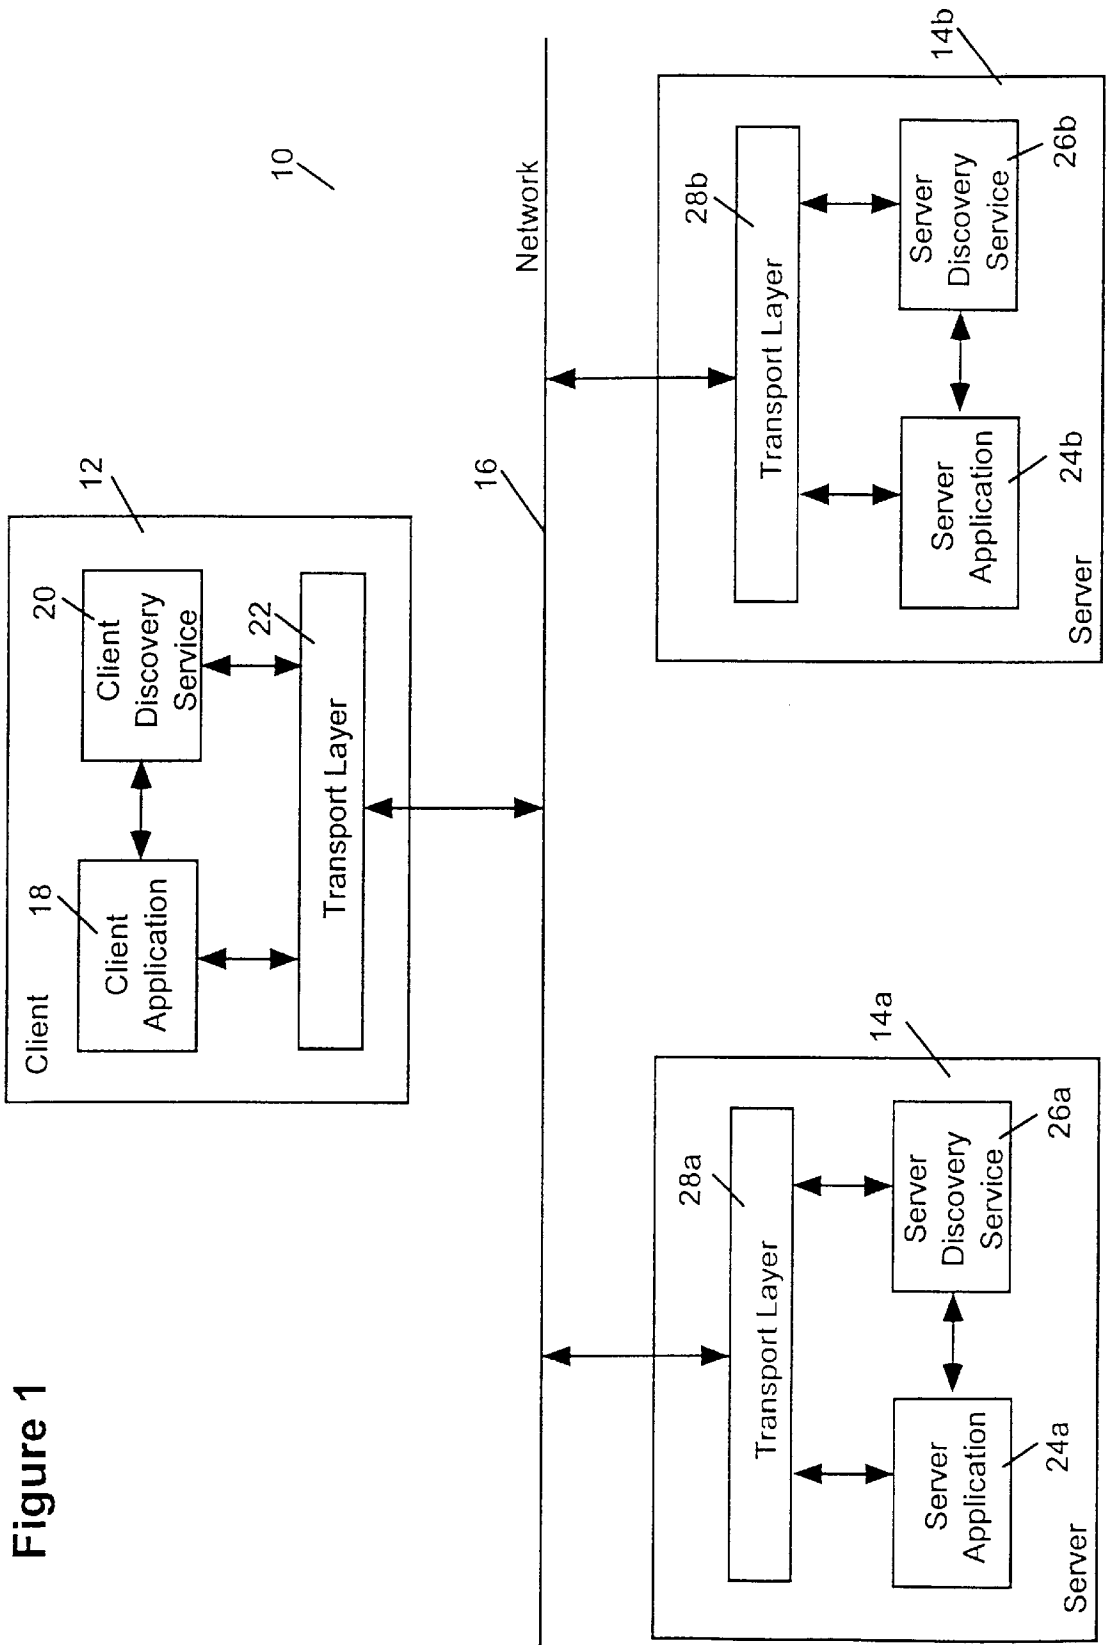 Figure 1
10
Client
12
18
Client
Application
20
Client
Discovery
Service
22
Transport Layer
16
Network
14a
28a
Transport Layer
Server
Application
24a
Server
Discovery
Service
26a
Server
14b
28b
Transport Layer
Server
Application
24b
Server
Discovery
Service
26b
Server